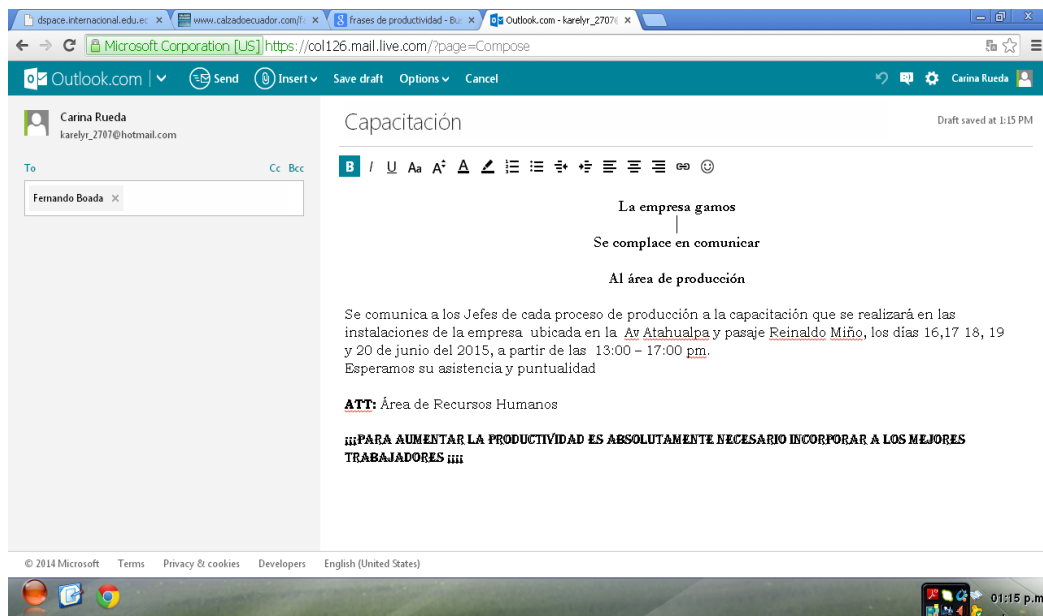 dspace.internacional.edu.ec
www.calzadoecuador.com/f
frases de productividad - Bu
Outlook.com - karelyr_2707
Microsoft Corporation [US] https://col126.mail.live.com/?page=Compose
Outlook.com Send Insert Save draft Options Cancel Carina Rueda
Carina Rueda
karelyr_2707@hotmail.com
Capacitación
Draft saved at 1:15 PM
To Cc Bcc
Fernando Boada
B I U Aa A A
La empresa gamos
Se complace en comunicar
Al área de producción
Se comunica a los Jefes de cada proceso de producción a la capacitación que se realizará en las
instalaciones de la empresa ubicada en la Av Atahualpa y pasaje Reinaldo Miño, los días 16,17 18, 19
y 20 de junio del 2015, a partir de las 13:00 – 17:00 pm.
Esperamos su asistencia y puntualidad
ATT: Área de Recursos Humanos
¡¡¡PARA AUMENTAR LA PRODUCTIVIDAD ES ABSOLUTAMENTE NECESARIO INCORPORAR A LOS MEJORES
TRABAJADORES ¡¡¡¡
© 2014 Microsoft Terms Privacy & cookies Developers English (United States)
01:15 p.m